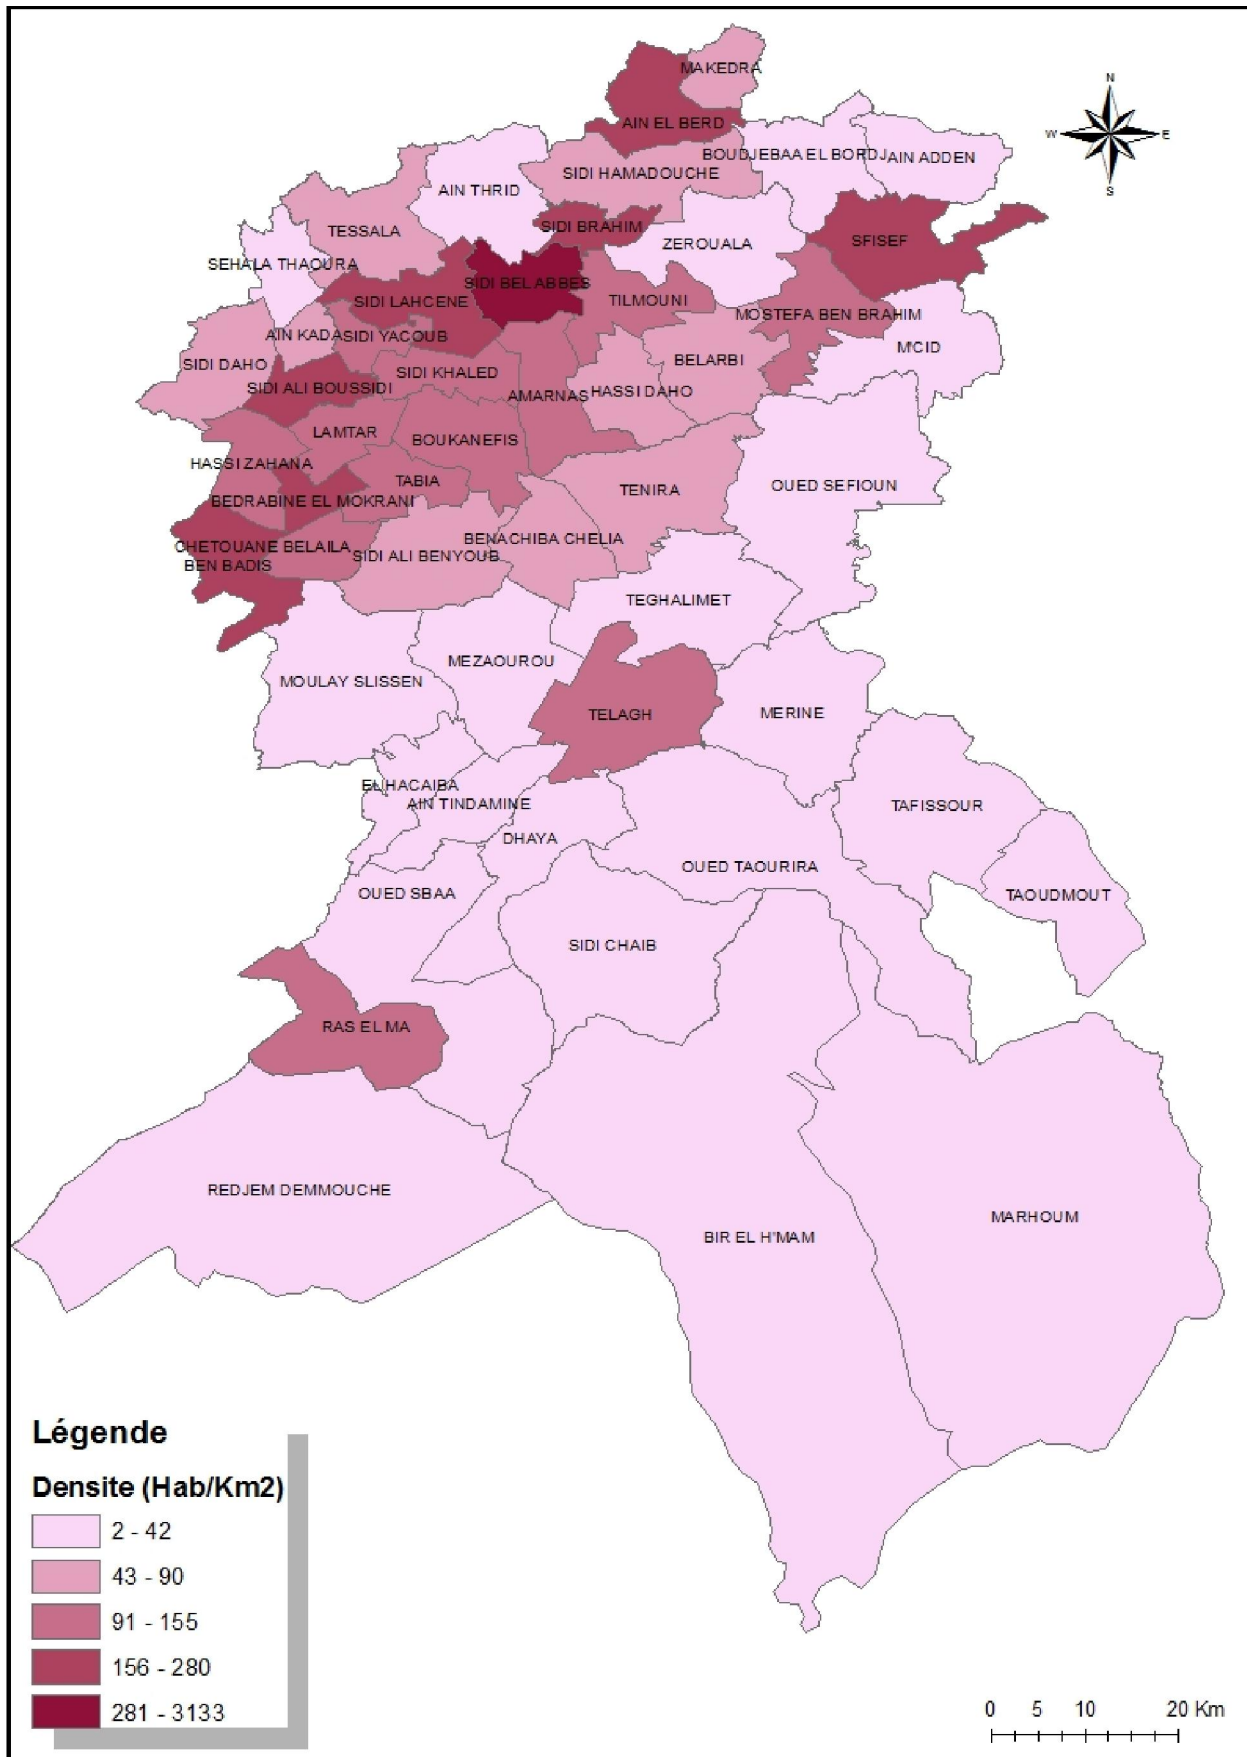 MAKEDRA
N
AIN EL BERD
W
E
BOUDJEBAA EL BORDJ
AIN ADDEN
SIDI HAMADOUCHE
S
AIN THRID
TESSALA
SIDI BRAHIM
SFISEF
ZEROUALA
SEHALA THAOURA
SIDI BEL ABBES
SIDI LAHCENE
TILMOUNI
MOSTEFA BEN BRAHIM
AIN KADA
SIDI YACOUB
M'CID
SIDI DAHO
BELARBI
SIDI KHALED
SIDI ALI BOUSSIDI
AMARNAS
HASSI DAHO
LAMTAR
BOUKANEFIS
HASSI ZAHANA
TABIA
OUED SEFIOUN
TENIRA
BEDRABINE EL MOKRANI
BENACHIBA CHELIA
CHETOUANE BELAILA
SIDI ALI BENYOUB
BEN BADIS
TEGHALIMET
MEZAOUROU
MOULAY SLISSEN
TELAGH
MERINE
EL HACAIBA
AIN TINDAMINE
TAFISSOUR
DHAYA
OUED TAOURIRA
OUED SBAA
TAOUDMOUT
SIDI CHAIB
RAS EL MA
REDJEM DEMMOUCHE
MARHOUM
BIR EL H'MAM
Légende
Densite (Hab/Km2)
2 - 42
43 - 90
91 - 155
156 - 280
281 - 3133
0 5 10 20 Km